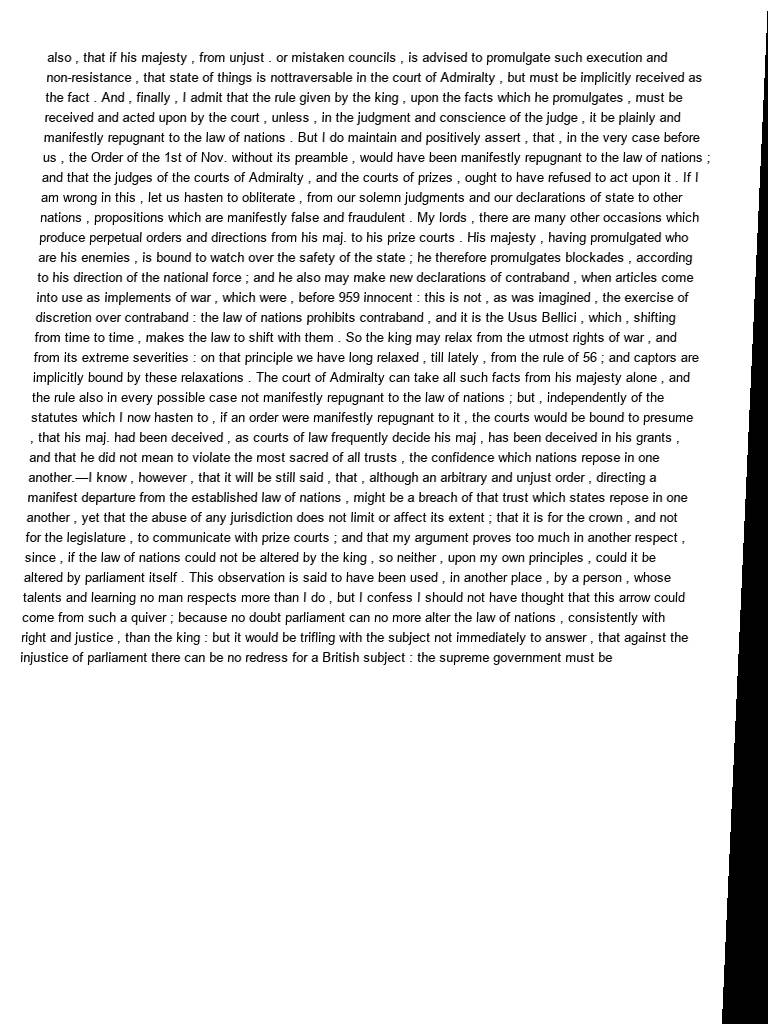 also , that if his majesty , from unjust . or mistaken councils , is advised to promulgate such execution and
non-resistance , that state of things is nottraversable in the court of Admiralty , but must be implicitly received as
the fact . And , finally , I admit that the rule given by the king , upon the facts which he promulgates , must be
received and acted upon by the court , unless , in the judgment and conscience of the judge , it be plainly and
manifestly repugnant to the law of nations . But I do maintain and positively assert , that , in the very case before
us , the Order of the 1st of Nov. without its preamble , would have been manifestly repugnant to the law of nations ;
and that the judges of the courts of Admiralty , and the courts of prizes , ought to have refused to act upon it . If I
am wrong in this , let us hasten to obliterate , from our solemn judgments and our declarations of state to other
nations , propositions which are manifestly false and fraudulent . My lords , there are many other occasions which
produce perpetual orders and directions from his maj. to his prize courts . His majesty , having promulgated who
are his enemies , is bound to watch over the safety of the state ; he therefore promulgates blockades , according
to his direction of the national force ; and he also may make new declarations of contraband , when articles come
into use as implements of war , which were , before 959 innocent : this is not , as was imagined , the exercise of
discretion over contraband : the law of nations prohibits contraband , and it is the Usus Bellici , which , shifting
from time to time , makes the law to shift with them . So the king may relax from the utmost rights of war , and
from its extreme severities : on that principle we have long relaxed , till lately , from the rule of 56 ; and captors are
implicitly bound by these relaxations . The court of Admiralty can take all such facts from his majesty alone , and
the rule also in every possible case not manifestly repugnant to the law of nations ; but , independently of the
statutes which I now hasten to , if an order were manifestly repugnant to it , the courts would be bound to presume
, that his maj. had been deceived , as courts of law frequently decide his maj , has been deceived in his grants ,
and that he did not mean to violate the most sacred of all trusts , the confidence which nations repose in one
another.—I know , however , that it will be still said , that , although an arbitrary and unjust order , directing a
manifest departure from the established law of nations , might be a breach of that trust which states repose in one
another , yet that the abuse of any jurisdiction does not limit or affect its extent ; that it is for the crown , and not
for the legislature , to communicate with prize courts ; and that my argument proves too much in another respect ,
since , if the law of nations could not be altered by the king , so neither , upon my own principles , could it be
altered by parliament itself . This observation is said to have been used , in another place , by a person , whose
talents and learning no man respects more than I do , but I confess I should not have thought that this arrow could
come from such a quiver ; because no doubt parliament can no more alter the law of nations , consistently with
right and justice , than the king : but it would be trifling with the subject not immediately to answer , that against the
injustice of parliament there can be no redress for a British subject : the supreme government must be